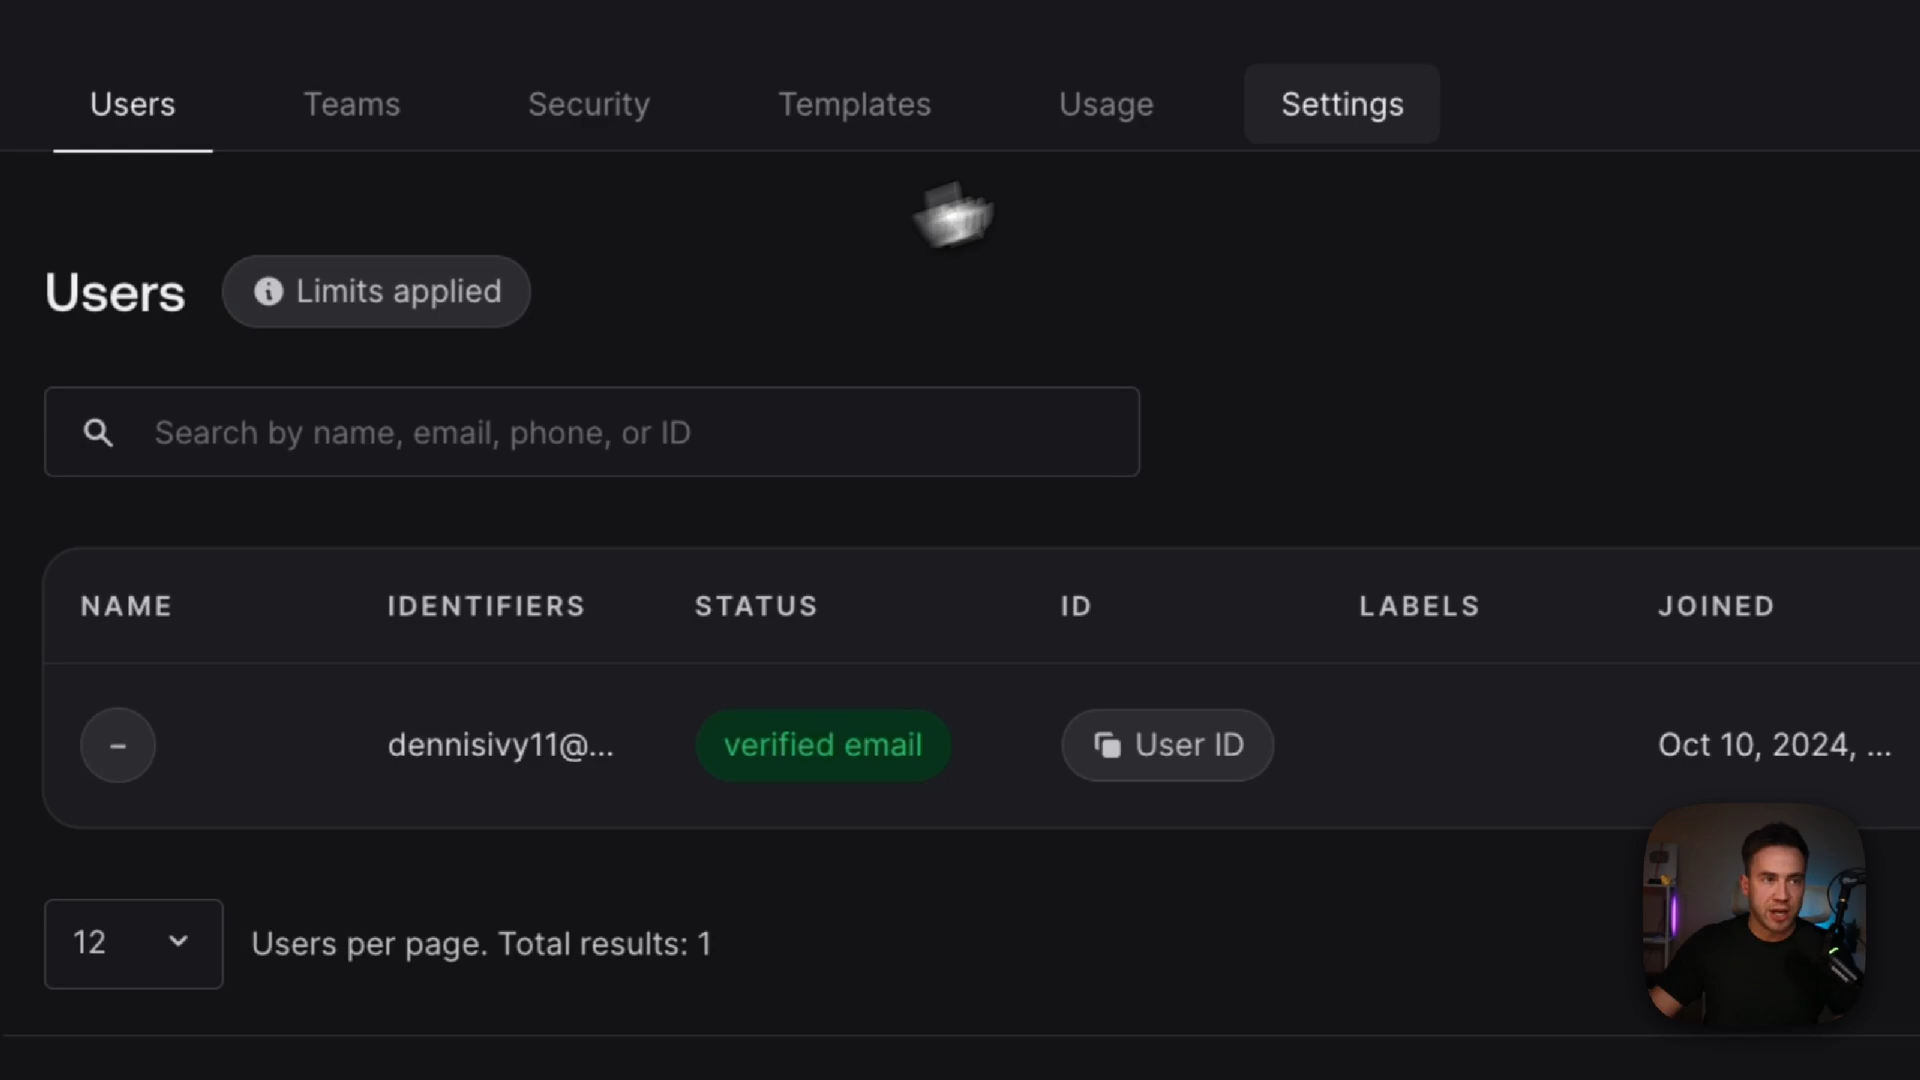 Users Teams Security Templates Usage Settings
Users Limits applied
Search by name, email, phone, or ID
NAME IDENTIFIERS STATUS ID LABELS JOINED
– dennisivy11@... verified email User ID Oct 10, 2024, ...
12 Users per page. Total results: 1